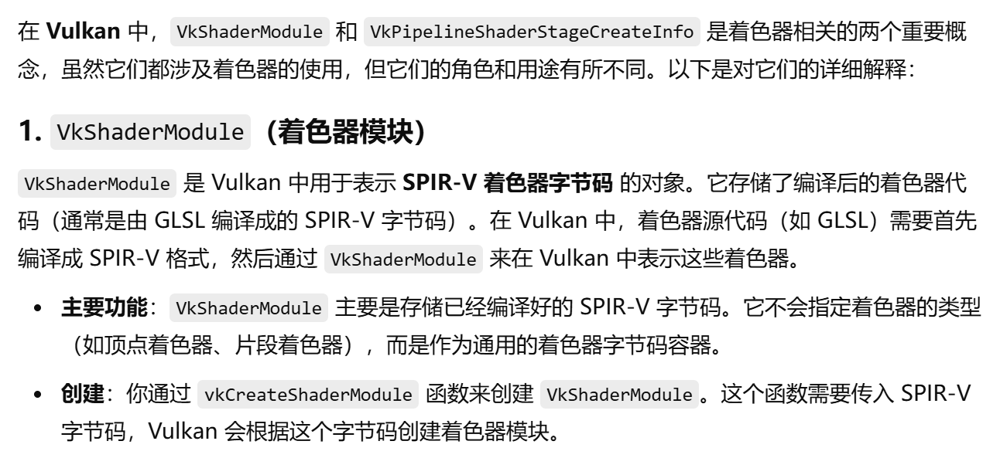 在 Vulkan 中， VkShaderModule 和 VkPipelineShaderStageCreateInfo 是着色器相关的两个重要概
念，虽然它们都涉及着色器的使用，但它们的角色和用途有所不同。以下是对它们的详细解释：
1. VkShaderModule （着色器模块）
VkShaderModule 是 Vulkan 中用于表示 SPIR-V 着色器字节码 的对象。它存储了编译后的着色器代
码（通常是由 GLSL 编译成的 SPIR-V 字节码）。在 Vulkan 中，着色器源代码（如 GLSL）需要首先
编译成 SPIR-V 格式，然后通过 VkShaderModule 来在 Vulkan 中表示这些着色器。
• 主要功能： VkShaderModule 主要是存储已经编译好的 SPIR-V 字节码。它不会指定着色器的类型
（如顶点着色器、片段着色器），而是作为通用的着色器字节码容器。
• 创建：你通过 vkCreateShaderModule 函数来创建 VkShaderModule。这个函数需要传入 SPIR-V
字节码，Vulkan 会根据这个字节码创建着色器模块。